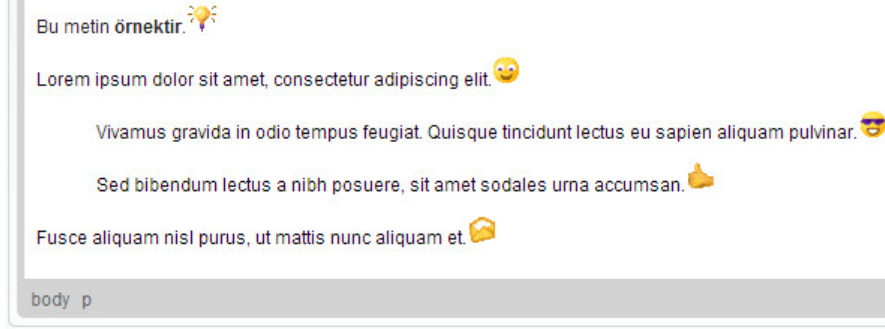 Bu metin örnektir.
Lorem ipsum dolor sit amet, consectetur adipiscing elit.
Vivamus gravida in odio tempus feugiat. Quisque tincidunt lectus eu sapien aliquam pulvinar.
Sed bibendum lectus a nibh posuere, sit amet sodales urna accumsan.
Fusce aliquam nisl purus, ut mattis nunc aliquam et.
body p